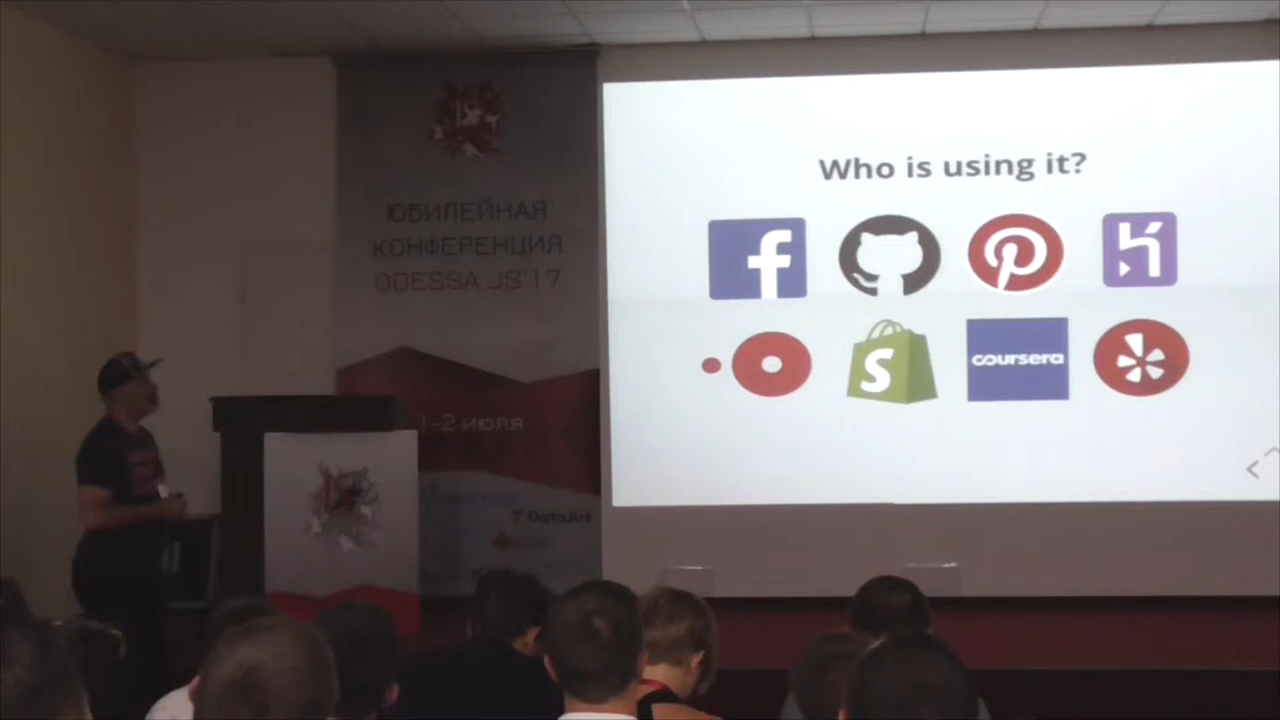 ЮБИЛЕЙНАЯ
КОНФЕРЕНЦИЯ
ODESSA JS'17
1-2 июля
DataArt
Who is using it?
coursera